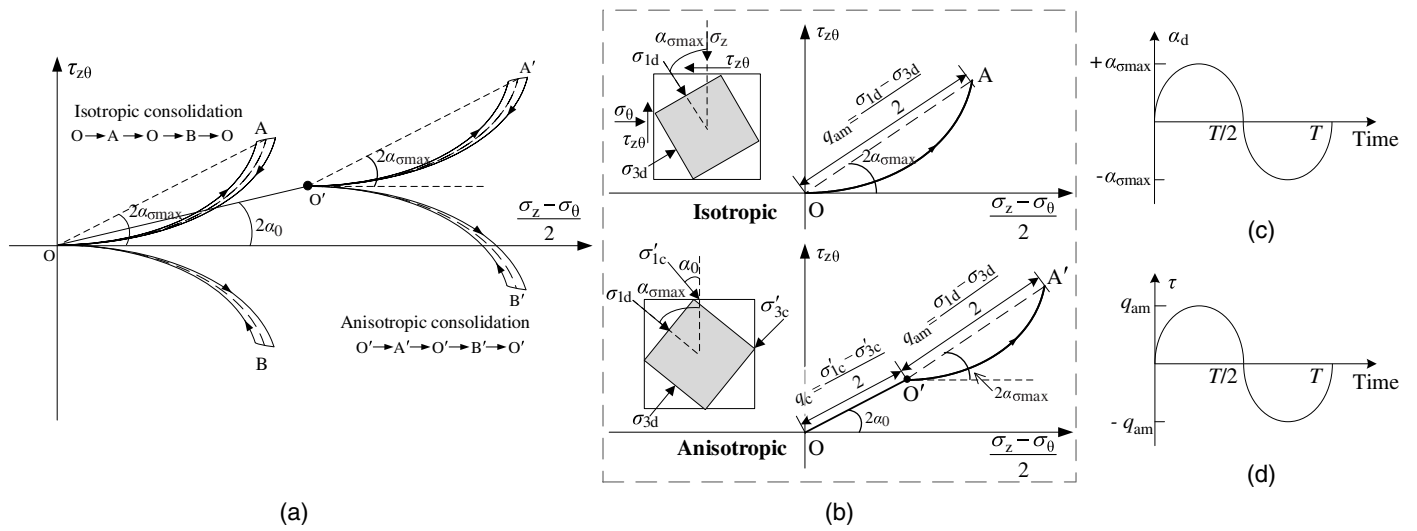 τzθ
Isotropic consolidation
O→A→O→B→O
A
A′
2ασmax
O′
2ασmax
2α0
O
(σz − σθ)/2
B′
B
Anisotropic consolidation
O′→A′→O′→B′→O′
(a)
ασmax
σz
σ1d
τzθ
σθ
τzθ
σ3d
τzθ
A
qam = (σ1d − σ3d)/2
2ασmax
O
Isotropic
(σz − σθ)/2
σ′1c
α0
σ1d
ασmax
σ′3c
σ3d
τzθ
A′
qam = (σ1d − σ3d)/2
qc = (σ′1c − σ′3c)/2
O′
2ασmax
2α0
O
Anisotropic
(σz − σθ)/2
(b)
αd
+ασmax
T/2
T
Time
-ασmax
(c)
τ
qam
T/2
T
Time
- qam
(d)